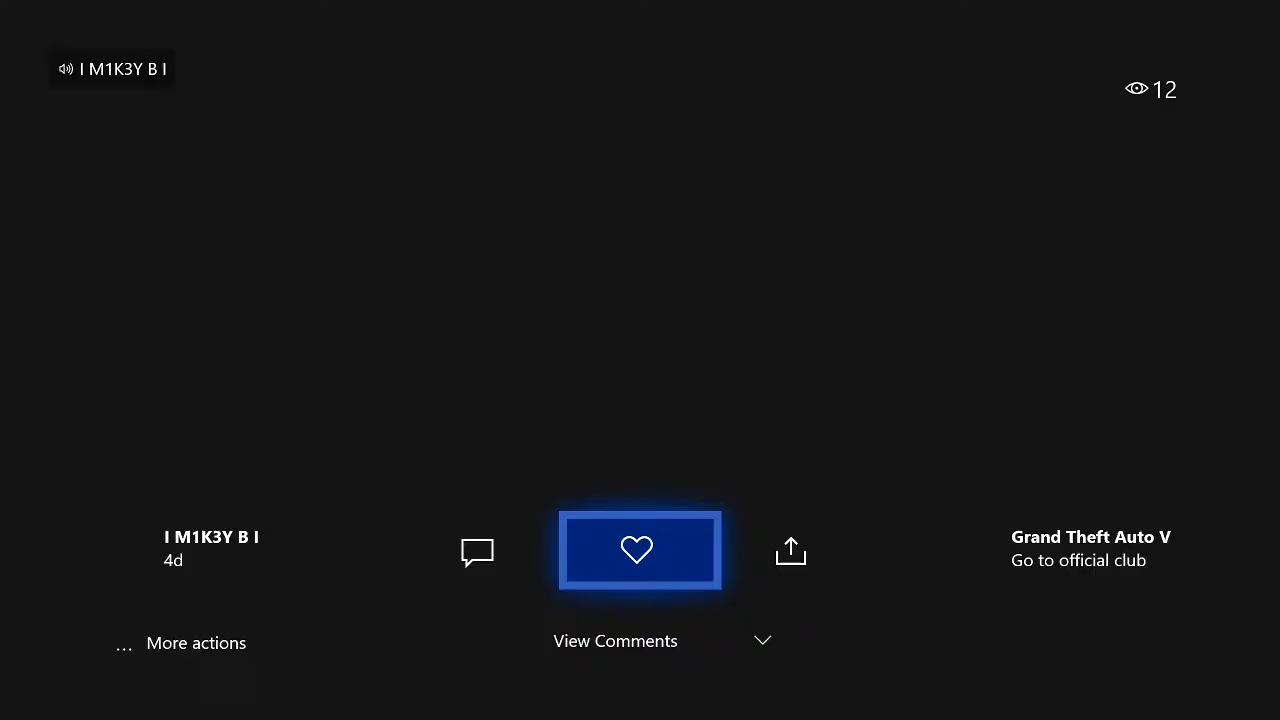 I M1K3Y B I
12
I M1K3Y B I
4d
Grand Theft Auto V
Go to official club
... More actions
View Comments